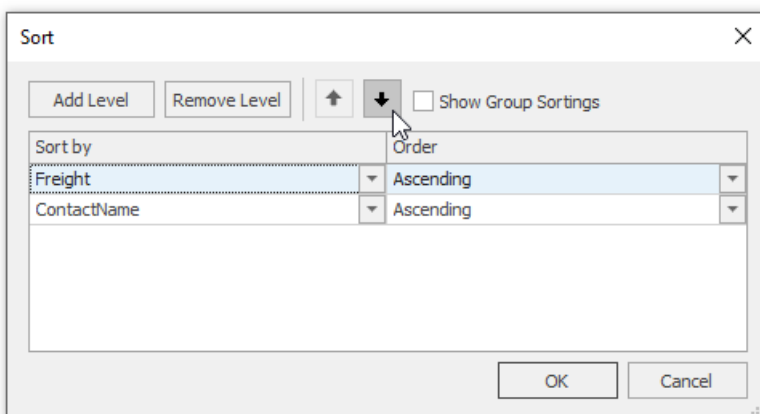 Sort
Add Level Remove Level Show Group Sortings
Sort by Order
Freight Ascending
ContactName Ascending
OK Cancel